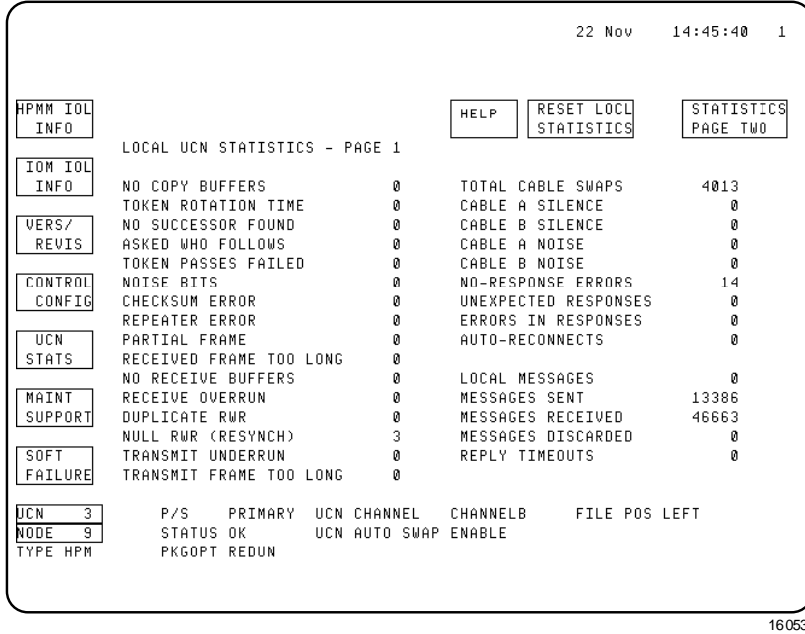 22 Nov 14:45:40 1
HPMM IOL INFO
HELP
RESET LOCL STATISTICS
STATISTICS PAGE TWO
LOCAL UCN STATISTICS - PAGE 1
IOM IOL INFO
NO COPY BUFFERS 0 TOTAL CABLE SWAPS 4013
TOKEN ROTATION TIME 0 CABLE A SILENCE 0
VERS/ REVIS
NO SUCCESSOR FOUND 0 CABLE B SILENCE 0
ASKED WHO FOLLOWS 0 CABLE A NOISE 0
TOKEN PASSES FAILED 0 CABLE B NOISE 0
CONTROL CONFIG
NOISE BITS 0 NO-RESPONSE ERRORS 14
CHECKSUM ERROR 0 UNEXPECTED RESPONSES 0
REPEATER ERROR 0 ERRORS IN RESPONSES 0
UCN STATS
PARTIAL FRAME 0 AUTO-RECONNECTS 0
RECEIVED FRAME TOO LONG 0
NO RECEIVE BUFFERS 0 LOCAL MESSAGES 0
MAINT SUPPORT
RECEIVE OVERRUN 0 MESSAGES SENT 13386
DUPLICATE RWR 0 MESSAGES RECEIVED 46663
NULL RWR (RESYNCH) 3 MESSAGES DISCARDED 0
SOFT FAILURE
TRANSMIT UNDERRUN 0 REPLY TIMEOUTS 0
TRANSMIT FRAME TOO LONG 0
UCN 3 P/S PRIMARY UCN CHANNEL CHANNELB FILE POS LEFT
NODE 9 STATUS OK UCN AUTO SWAP ENABLE
TYPE HPM PKGOPT REDUN
16053